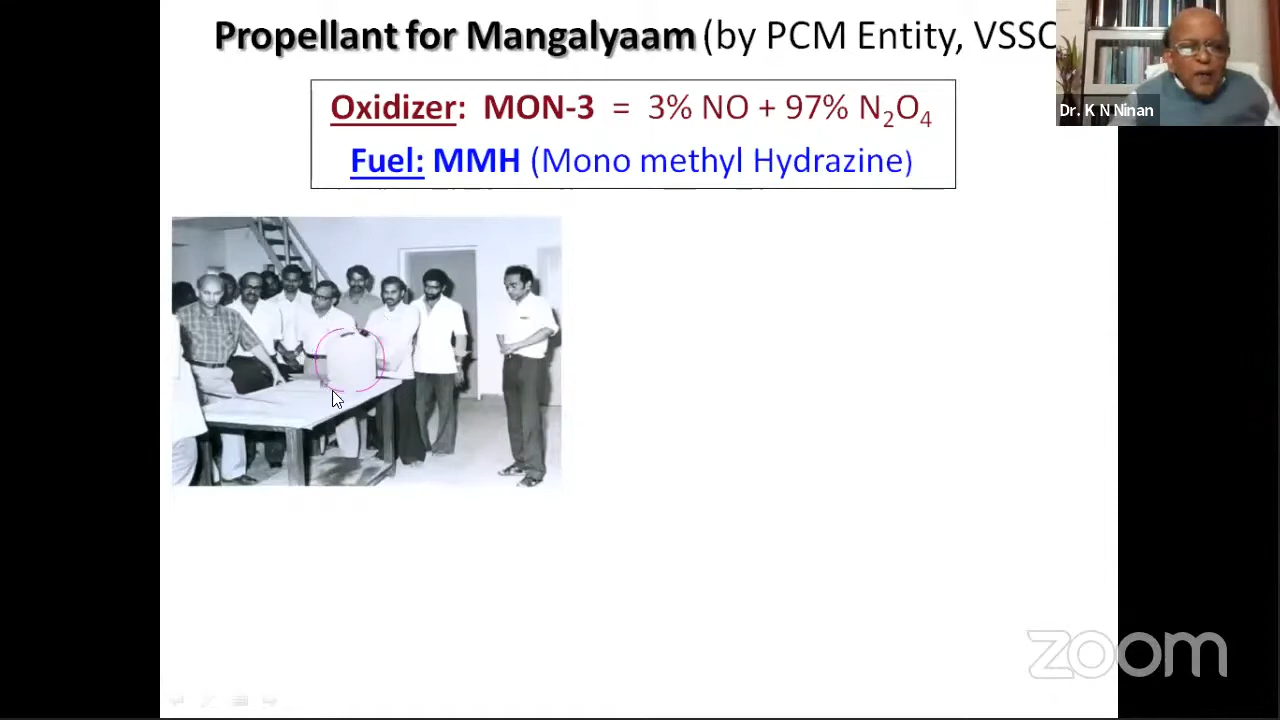 Propellant for Mangalyaam (by PCM Entity, VSSC
Dr. K N Ninan
Oxidizer: MON-3 = 3% NO + 97% N₂O₄
Fuel: MMH (Mono methyl Hydrazine)
zoom